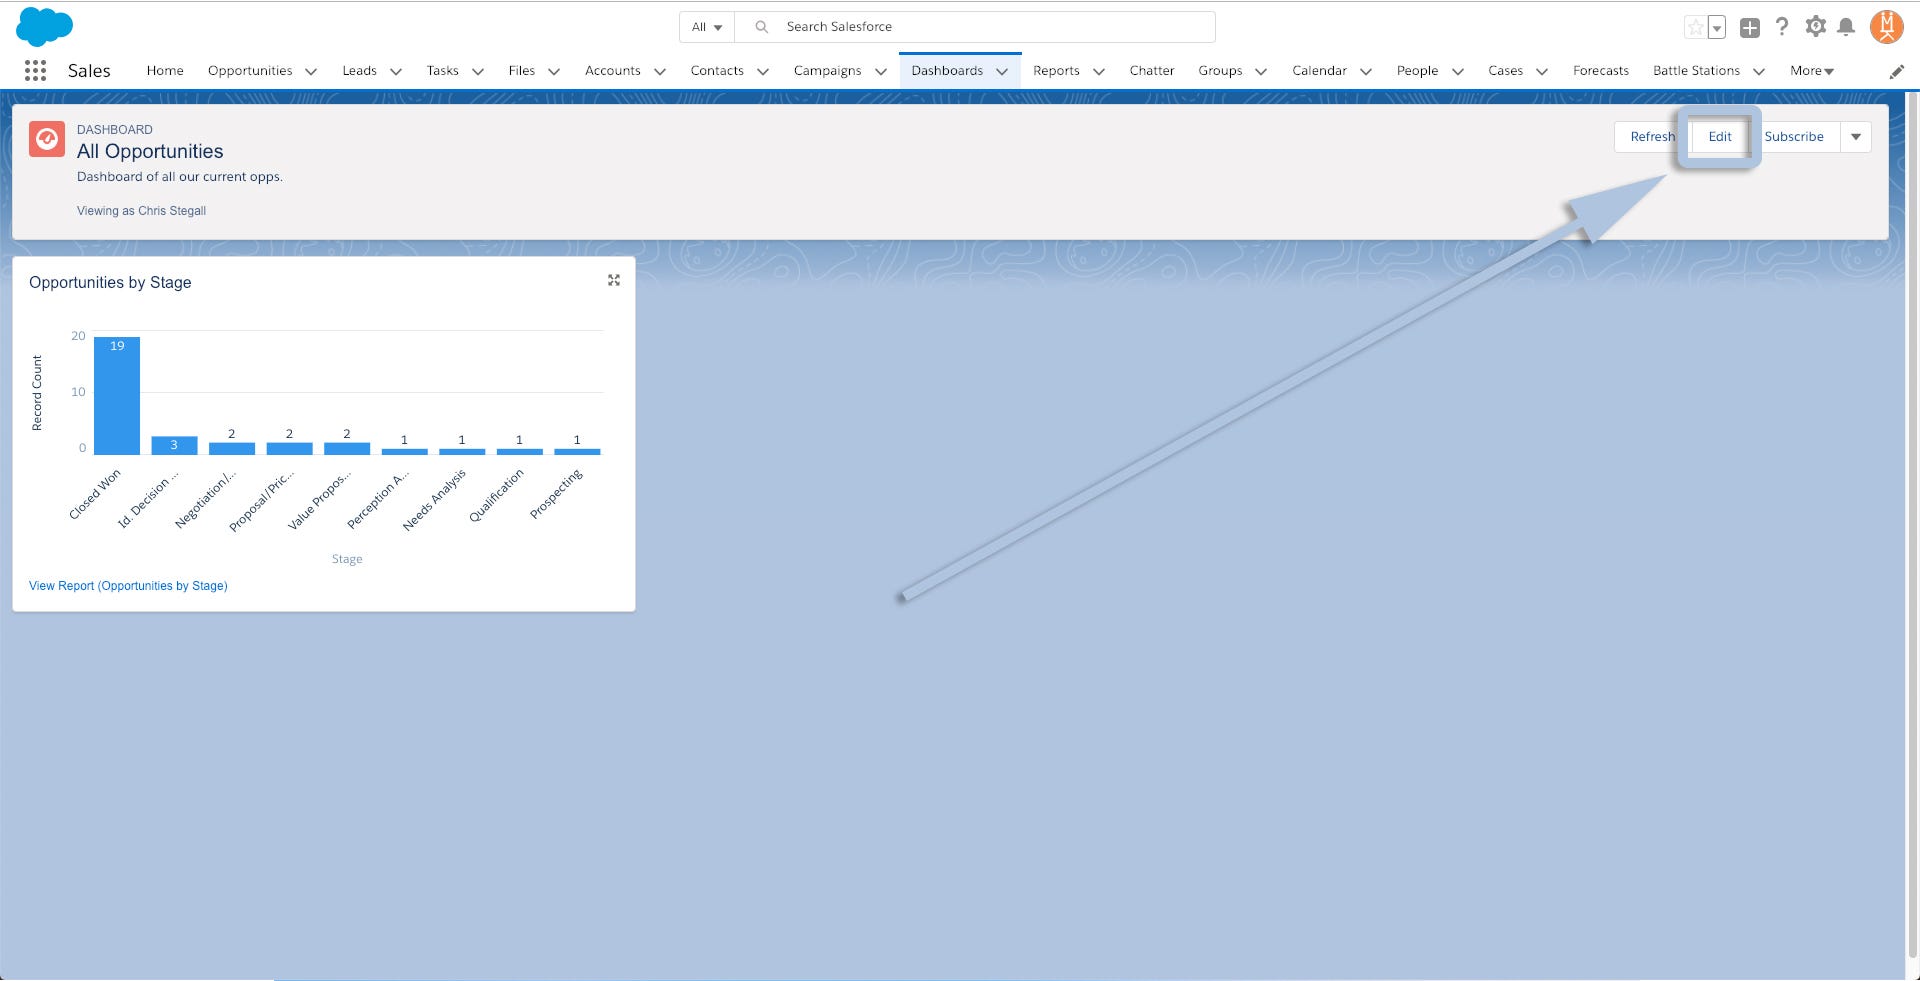 All Search Salesforce
Sales Home Opportunities Leads Tasks Files Accounts Contacts Campaigns Dashboards Reports Chatter Groups Calendar People Cases Forecasts Battle Stations More
DASHBOARD
All Opportunities
Dashboard of all our current opps.
Viewing as Chris Stegall
Refresh Edit Subscribe
Opportunities by Stage
Record Count
20
10
0
19
3
2
2
2
1
1
1
1
Closed Won
Id. Decision ...
Negotiation/...
Proposal/Pric...
Value Propos...
Perception A...
Needs Analysis
Qualification
Prospecting
Stage
View Report (Opportunities by Stage)